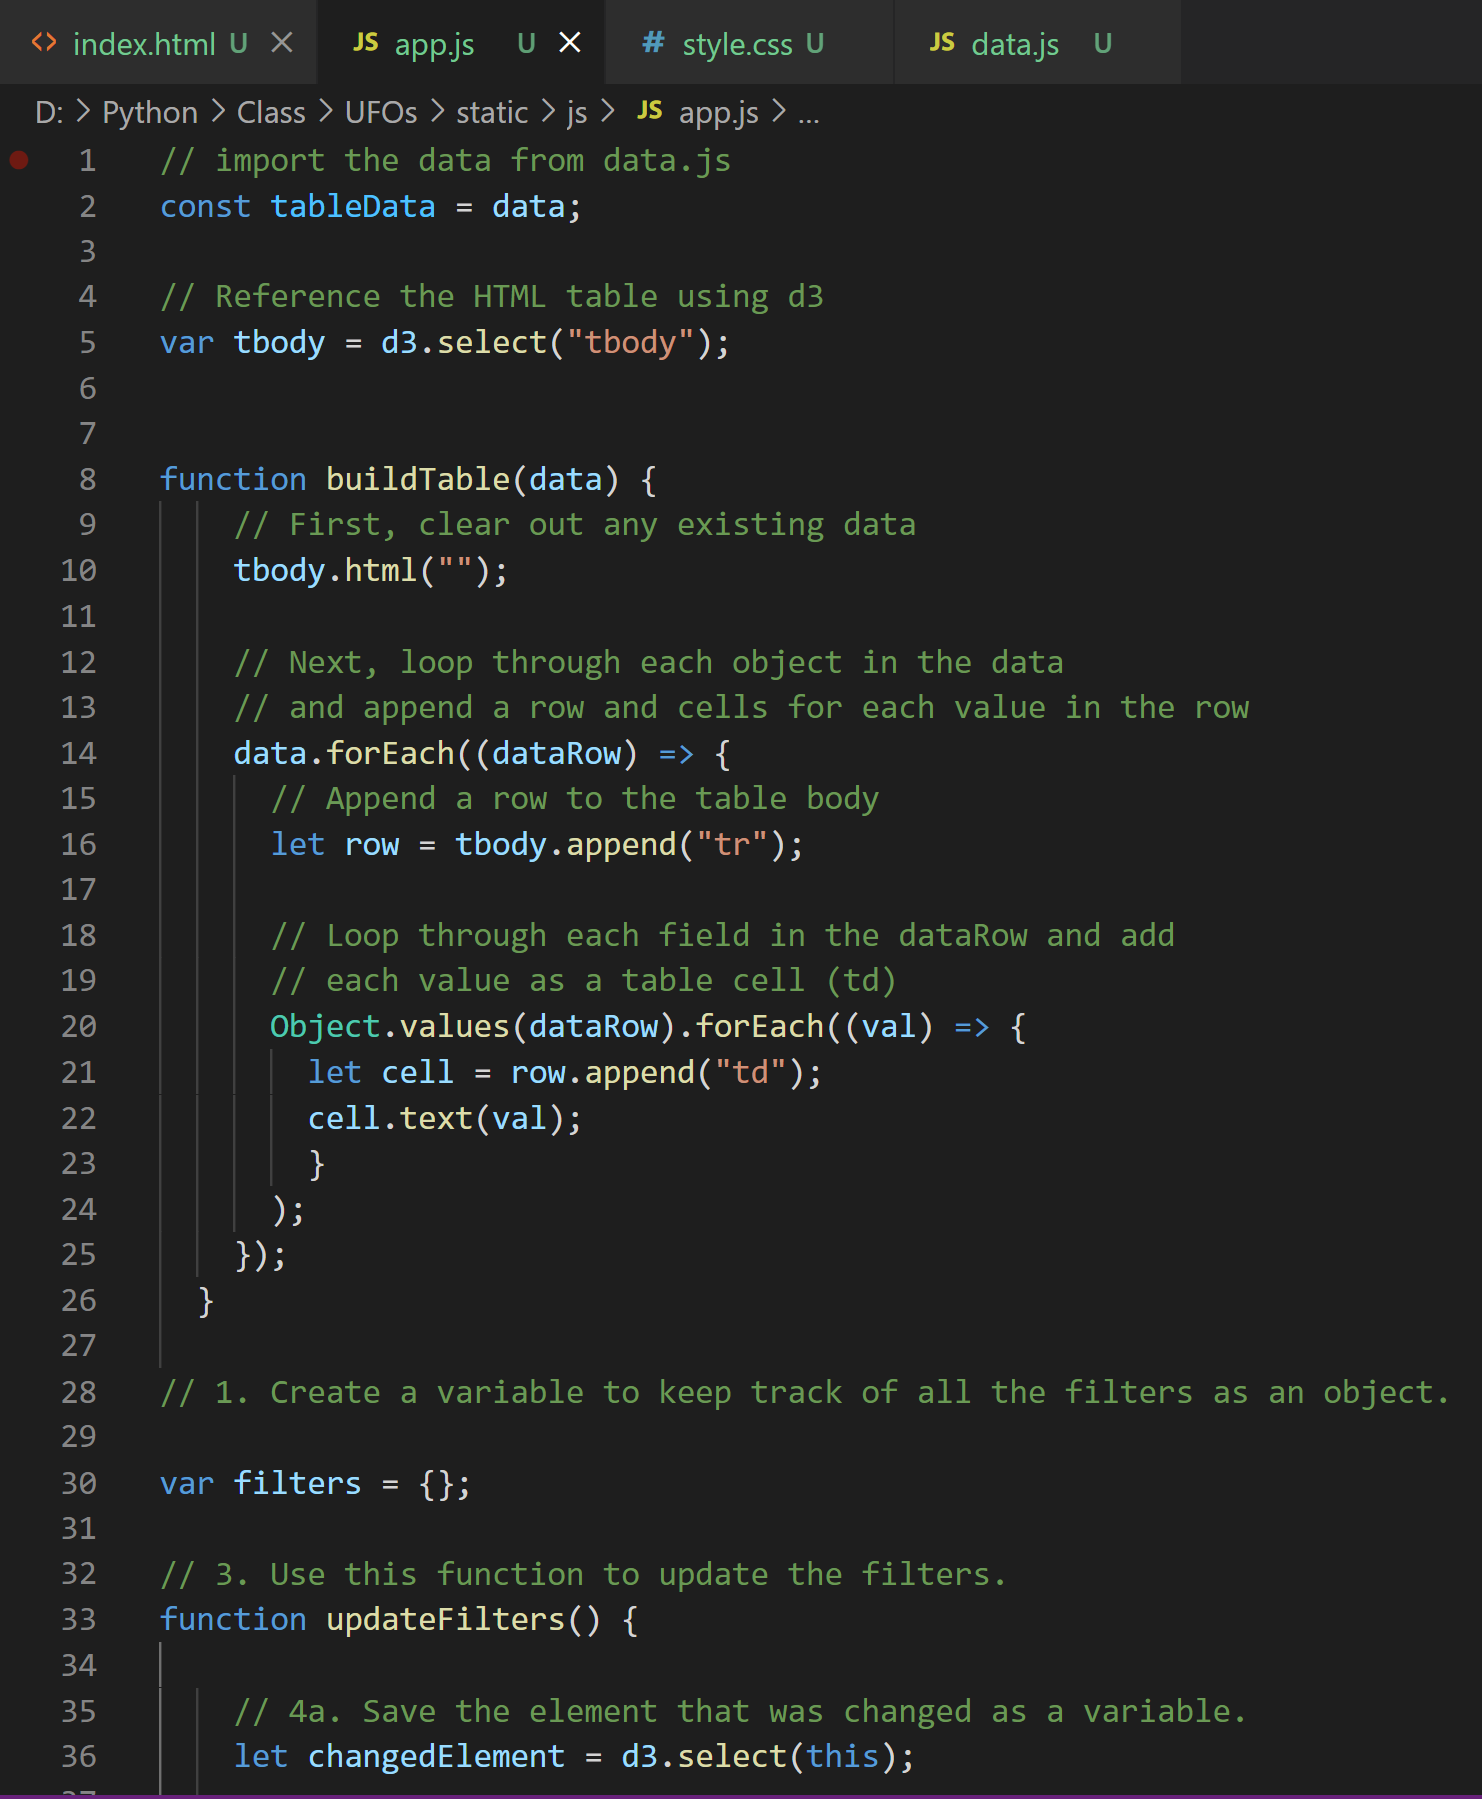 <> index.html U ×   JS app.js U ×   # style.css U   JS data.js U
D: > Python > Class > UFOs > static > js > JS app.js > ...
1 // import the data from data.js
2 const tableData = data;
3
4 // Reference the HTML table using d3
5 var tbody = d3.select("tbody");
6
7
8 function buildTable(data) {
9     // First, clear out any existing data
10     tbody.html("");
11
12     // Next, loop through each object in the data
13     // and append a row and cells for each value in the row
14     data.forEach((dataRow) => {
15       // Append a row to the table body
16       let row = tbody.append("tr");
17
18       // Loop through each field in the dataRow and add
19       // each value as a table cell (td)
20       Object.values(dataRow).forEach((val) => {
21         let cell = row.append("td");
22         cell.text(val);
23         }
24       );
25     });
26   }
27
28 // 1. Create a variable to keep track of all the filters as an object.
29
30 var filters = {};
31
32 // 3. Use this function to update the filters.
33 function updateFilters() {
34
35     // 4a. Save the element that was changed as a variable.
36     let changedElement = d3.select(this);